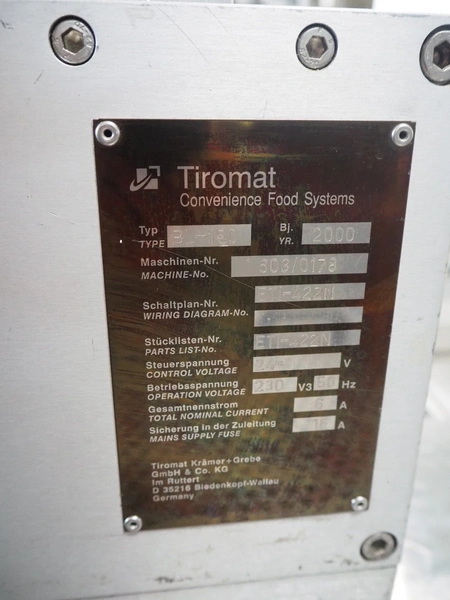 Tiromat
Convenience Food Systems
Typ
TYPE
Bj.
YR. 2000
Maschinen-Nr.
MACHINE-No. 303/0178
Schaltplan-Nr.
WIRING DIAGRAM-No.
Stücklisten-Nr.
PARTS LIST-No.
Steuerspannung
CONTROL VOLTAGE V
Betriebsspannung
OPERATION VOLTAGE 230 V3 50 Hz
Gesamtnennstrom
TOTAL NOMINAL CURRENT 6 A
Sicherung in der Zuleitung
MAINS SUPPLY FUSE 16 A
Tiromat Krämer+Grebe
GmbH & Co. KG
Im Ruttert
D 35216 Biedenkopf-Wallau
Germany